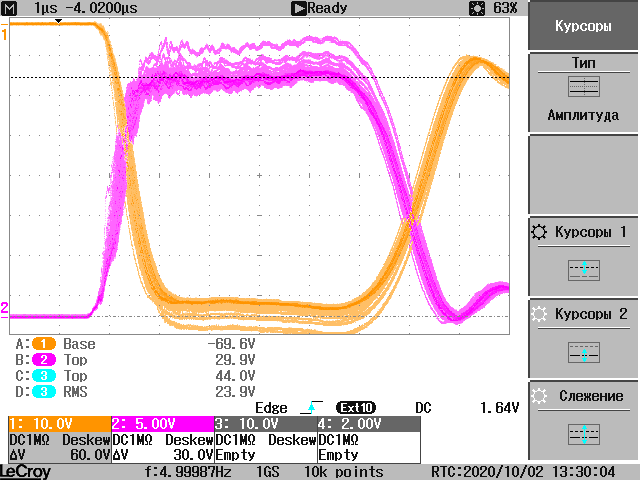 M 1µs -4.0200µs Ready 63%
Курсоры
Тип
Амплитуда
Курсоры 1
Курсоры 2
Слежение
1
2
A: 1 Base -69.6V
B: 2 Top 29.9V
C: 3 Top 44.0V
D: 3 RMS 23.9V
Edge Ext10 DC 1.64V
1: 10.0V 2: 5.00V 3: 10.0V 4: 2.00V
DC1MΩ Deskew DC1MΩ Deskew DC1MΩ Deskew DC1MΩ
ΔV 60.0V ΔV 30.0V Empty Empty
LeCroy f:4.99987Hz 1GS 10k points RTC:2020/10/02 13:30:04